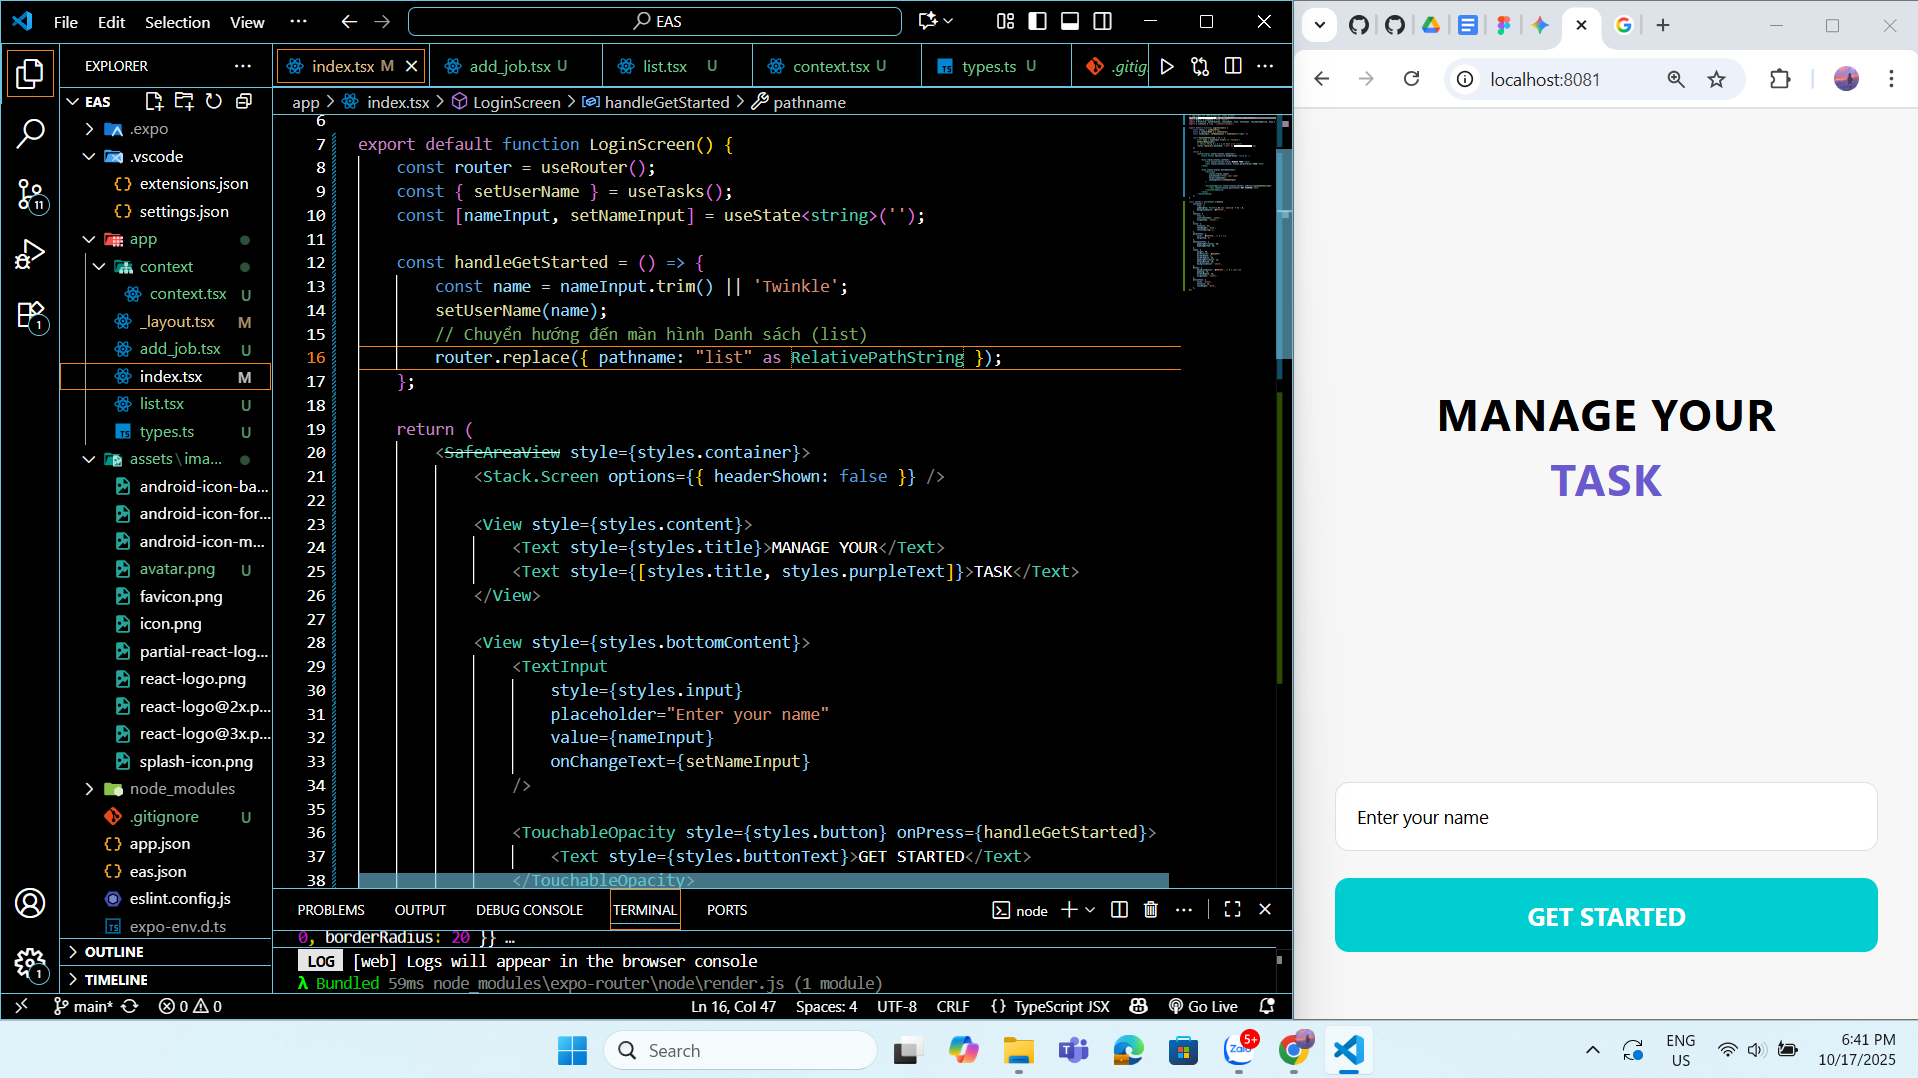 File Edit Selection View ··· EAS
EXPLORER
EAS
.expo
.vscode
extensions.json
settings.json
app
context
context.tsx U
_layout.tsx M
add_job.tsx U
index.tsx M
list.tsx U
types.ts U
assets\ima...
android-icon-ba...
android-icon-for...
android-icon-m...
avatar.png U
favicon.png
icon.png
partial-react-log...
react-logo.png
react-logo@2x.p...
react-logo@3x.p...
splash-icon.png
node_modules
.gitignore U
app.json
eas.json
eslint.config.js
expo-env.d.ts
OUTLINE
TIMELINE
11
1
1
index.tsx M add_job.tsx U list.tsx U context.tsx U types.ts U .gitig
app > index.tsx > LoginScreen > handleGetStarted > pathname
6
7 export default function LoginScreen() {
8 const router = useRouter();
9 const { setUserName } = useTasks();
10 const [nameInput, setNameInput] = useState<string>('');
11
12 const handleGetStarted = () => {
13 const name = nameInput.trim() || 'Twinkle';
14 setUserName(name);
15 // Chuyển hướng đến màn hình Danh sách (list)
16 router.replace({ pathname: "list" as RelativePathString });
17 };
18
19 return (
20 <SafeAreaView style={styles.container}>
21 <Stack.Screen options={{ headerShown: false }} />
22
23 <View style={styles.content}>
24 <Text style={styles.title}>MANAGE YOUR</Text>
25 <Text style={[styles.title, styles.purpleText]}>TASK</Text>
26 </View>
27
28 <View style={styles.bottomContent}>
29 <TextInput
30 style={styles.input}
31 placeholder="Enter your name"
32 value={nameInput}
33 onChangeText={setNameInput}
34 />
35
36 <TouchableOpacity style={styles.button} onPress={handleGetStarted}>
37 <Text style={styles.buttonText}>GET STARTED</Text>
38 </TouchableOpacity>
PROBLEMS OUTPUT DEBUG CONSOLE TERMINAL PORTS node
0, borderRadius: 20 }} …
LOG [web] Logs will appear in the browser console
λ Bundled 59ms node_modules\expo-router\node\render.js (1 module)
main* 0 0 Ln 16, Col 47 Spaces: 4 UTF-8 CRLF {} TypeScript JSX Go Live
localhost:8081
MANAGE YOUR
TASK
Enter your name
GET STARTED
Search
Zalo
5+
ENG
US
6:41 PM
10/17/2025